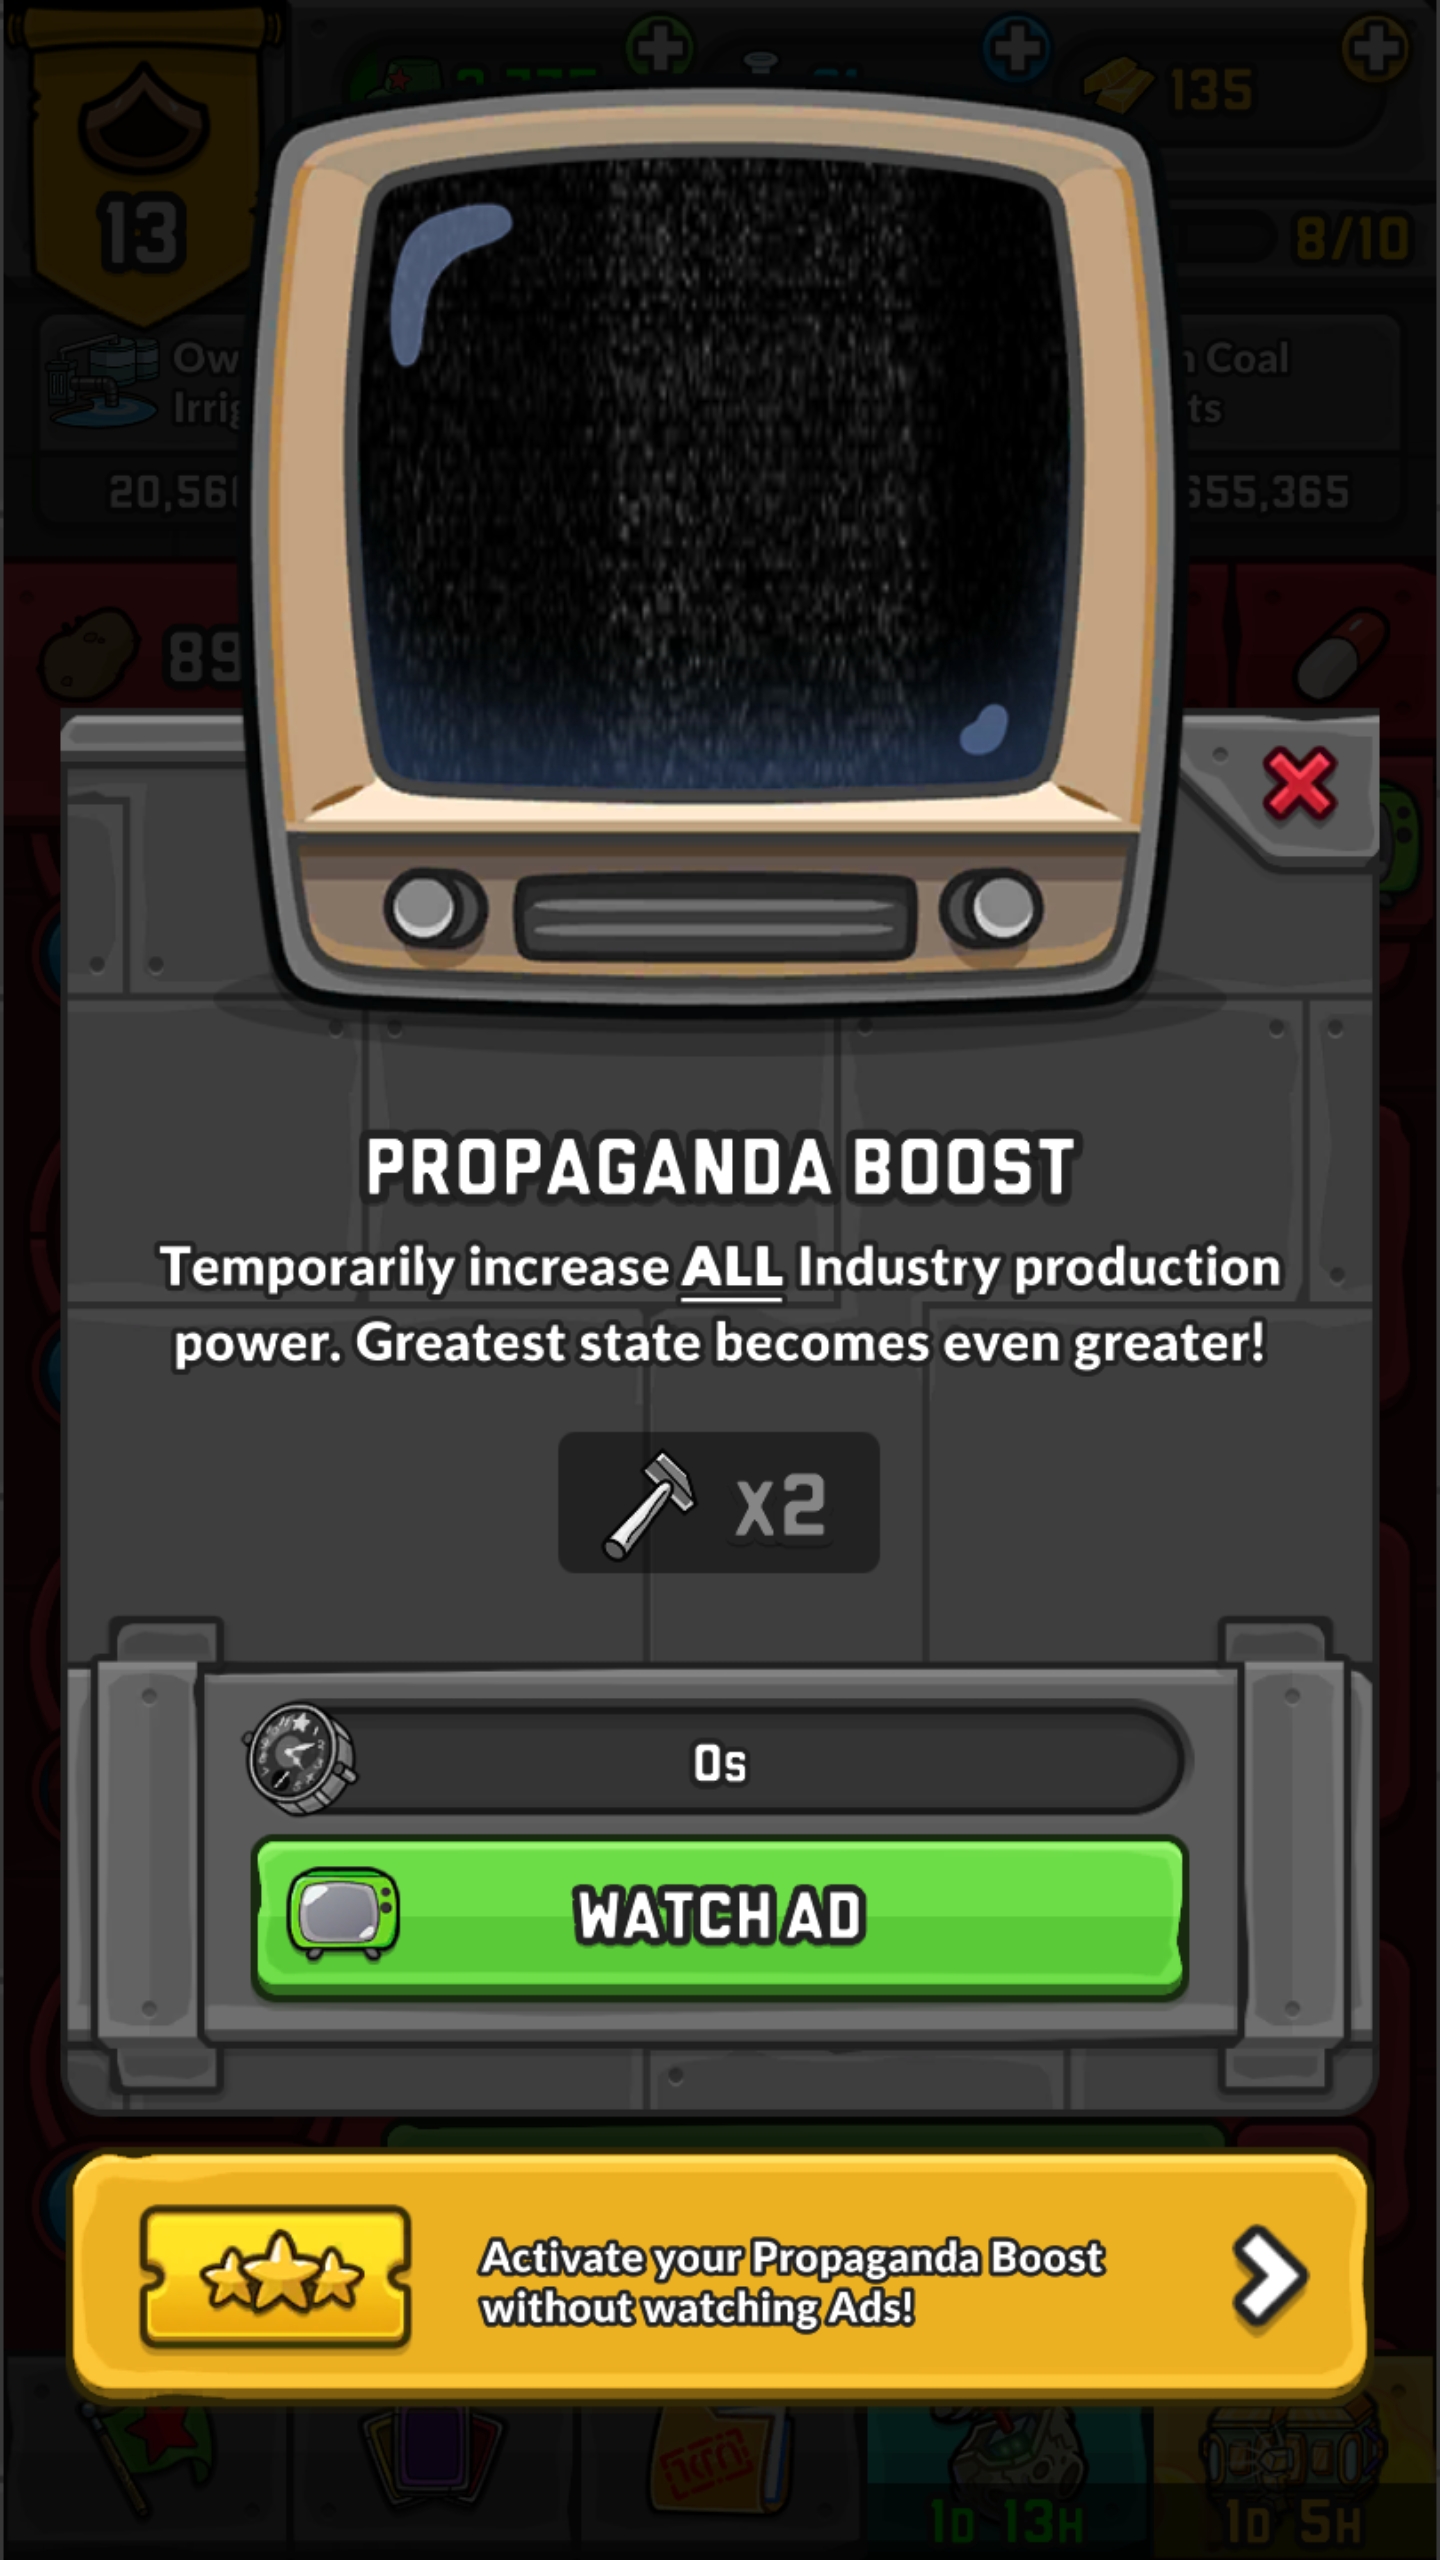 135
13
8/10
Coal
20,56
655,365
89
PROPAGANDA BOOST
Temporarily increase ALL Industry production
power. Greatest state becomes even greater!
x2
0s
WATCH AD
Activate your Propaganda Boost
without watching Ads!
1D 13H
1D 5H